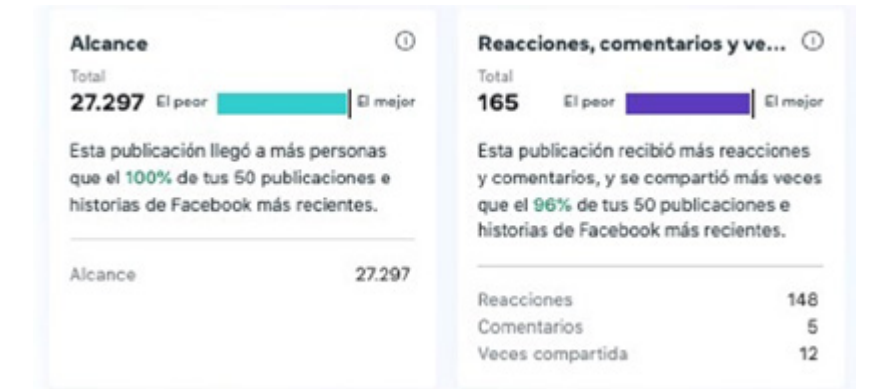 Alcance
Total
27.297 El peor El mejor
Esta publicación llegó a más personas
que el 100% de tus 50 publicaciones e
historias de Facebook más recientes.
Alcance 27.297
Reacciones, comentarios y ve...
Total
165 El peor El mejor
Esta publicación recibió más reacciones
y comentarios, y se compartió más veces
que el 96% de tus 50 publicaciones e
historias de Facebook más recientes.
Reacciones 148
Comentarios 5
Veces compartida 12